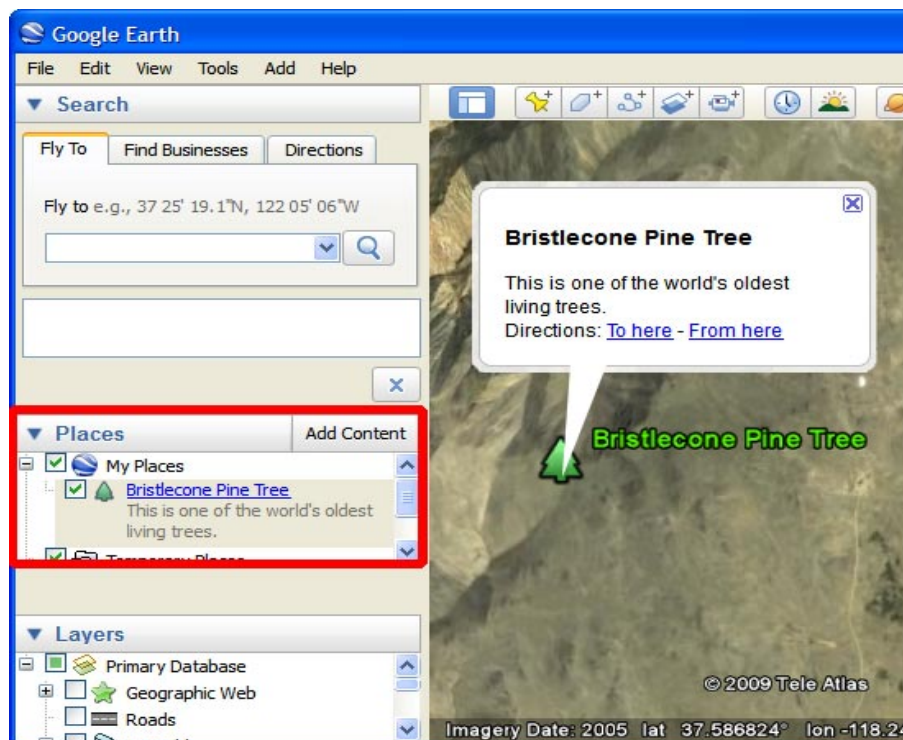 Google Earth
File Edit View Tools Add Help
Search
Fly To Find Businesses Directions
Fly to e.g., 37 25' 19.1"N, 122 05' 06"W
Places Add Content
My Places
Bristlecone Pine Tree
This is one of the world's oldest
living trees.
Temporary Places
Layers
Primary Database
Geographic Web
Roads
Bristlecone Pine Tree
This is one of the world's oldest
living trees.
Directions: To here - From here
Bristlecone Pine Tree
© 2009 Tele Atlas
Imagery Date: 2005 lat 37.586824° lon -118.24